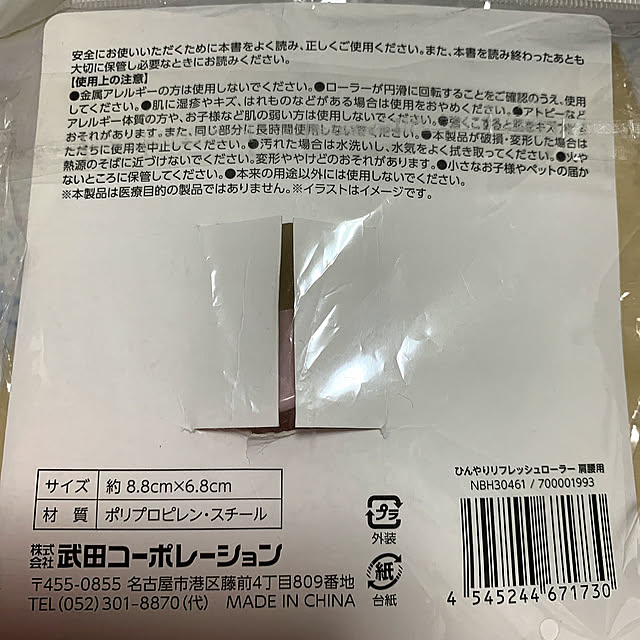 安全にお使いいただくために本書をよく読み、正しくご使用ください。また、本書を読み終わったあとも
大切に保管し必要なときにお読みください。
【使用上の注意】
●金属アレルギーの方は使用しないでください。●ローラーが円滑に回転することをご確認のうえ、使用
してください。●肌に湿疹やキズ、はれものなどがある場合は使用をおやめください。●アトピーなど
アレルギー体質の方や、お子様など肌の弱い方は使用しないでください。●強くこすると肌をキズつける
おそれがあります。また、同じ部分に長時間使用しないでください。●本製品が破損・変形した場合は
ただちに使用を中止してください。●汚れた場合は水洗いし、水気をよく拭き取ってください。●火や
熱源のそばに近づけないでください。変形ややけどのおそれがあります。●小さなお子様やペットの届か
ないところに保管してください。●本来の用途以外には使用しないでください。
※本製品は医療目的の製品ではありません。※イラストはイメージです。
サイズ 約 8.8cm×6.8cm
材 質 ポリプロピレン・スチール
株式会社 武田コーポレーション
〒455-0855 名古屋市港区藤前4丁目809番地
TEL(052)301-8870(代) MADE IN CHINA
プラ
外装
紙
台紙
ひんやりリフレッシュローラー 肩腰用
NBH30461 / 700001993
4 545244 671730